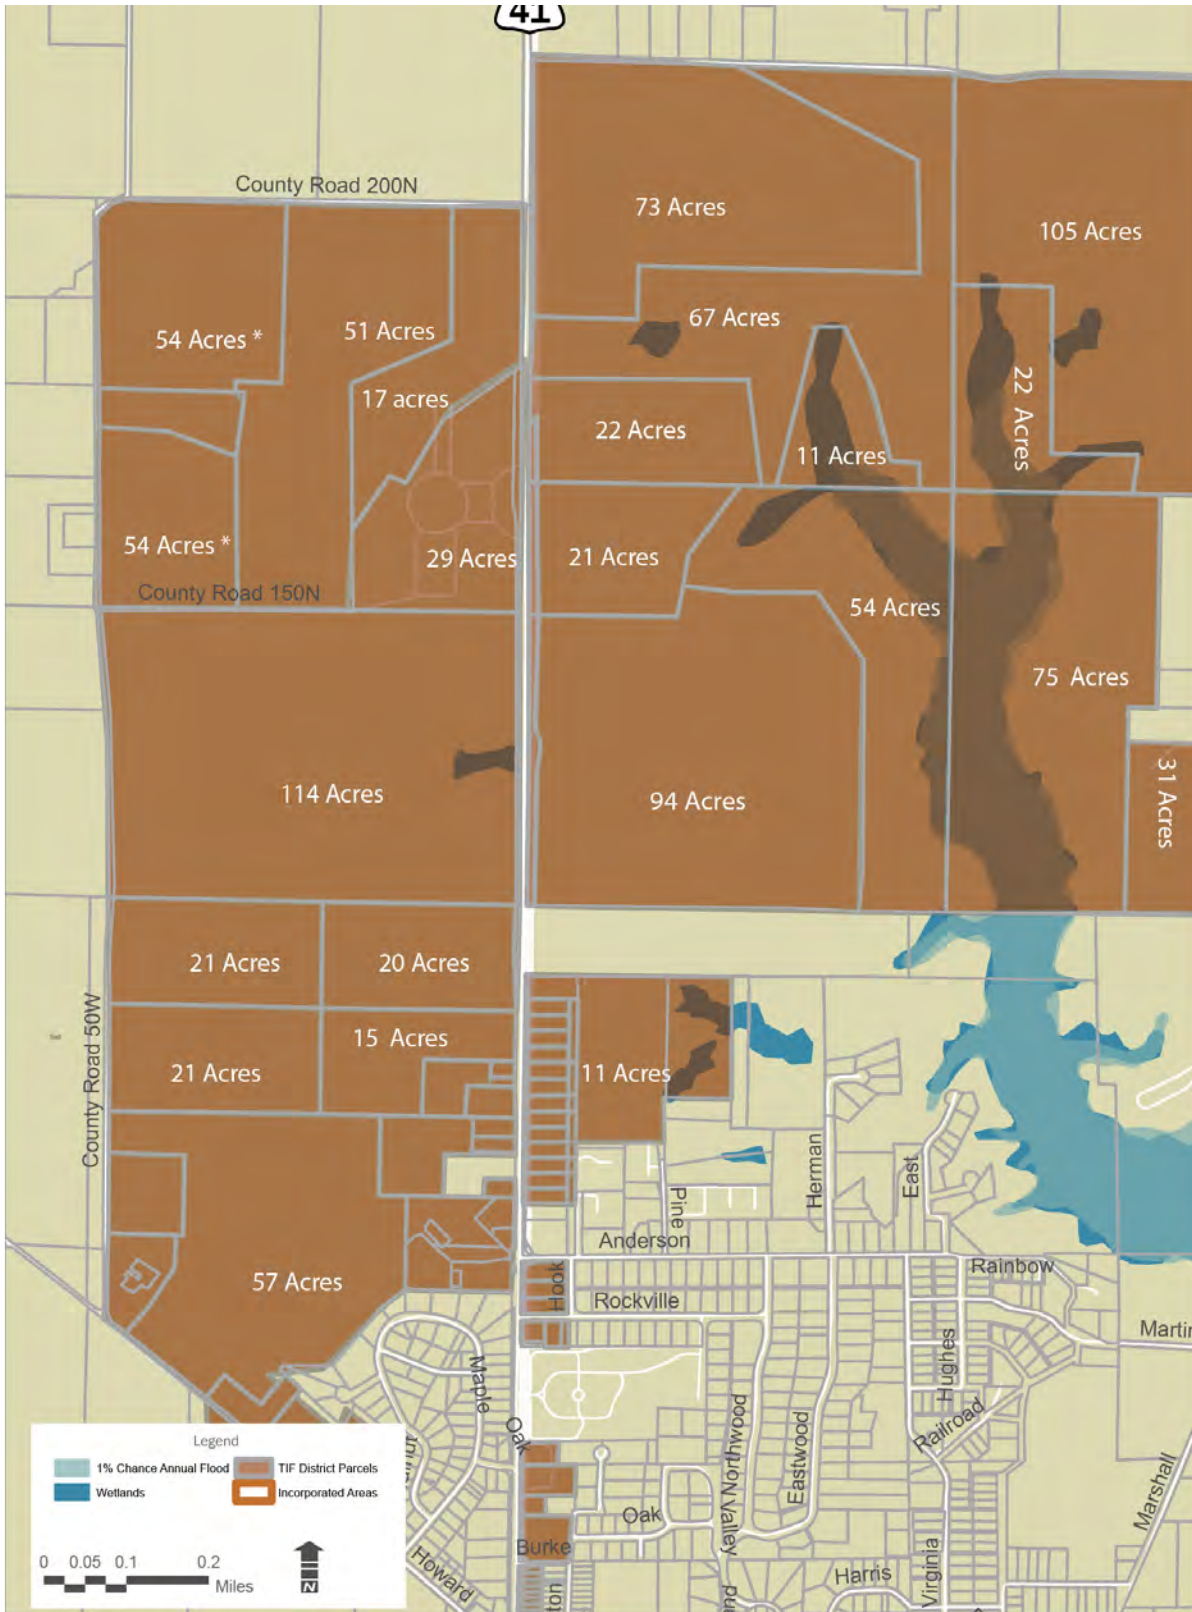 41
County Road 200N
73 Acres
105 Acres
67 Acres
54 Acres *
51 Acres
17 acres
22 Acres
22 Acres
11 Acres
54 Acres *
29 Acres
21 Acres
County Road 150N
54 Acres
75 Acres
31 Acres
114 Acres
94 Acres
21 Acres
20 Acres
County Road 50W
15 Acres
21 Acres
11 Acres
Herman
East
Pine
Anderson
Rainbow
57 Acres
Hook
Rockville
Martin
Maple
Hughes
Oak
Northwood
Eastwood
Railroad
Marshall
Legend
1% Chance Annual Flood
TIF District Parcels
Wetlands
Incorporated Areas
Oak
Valley
Burke
Virginia
Howard
Harris
0 0.05 0.1 0.2
Miles
N